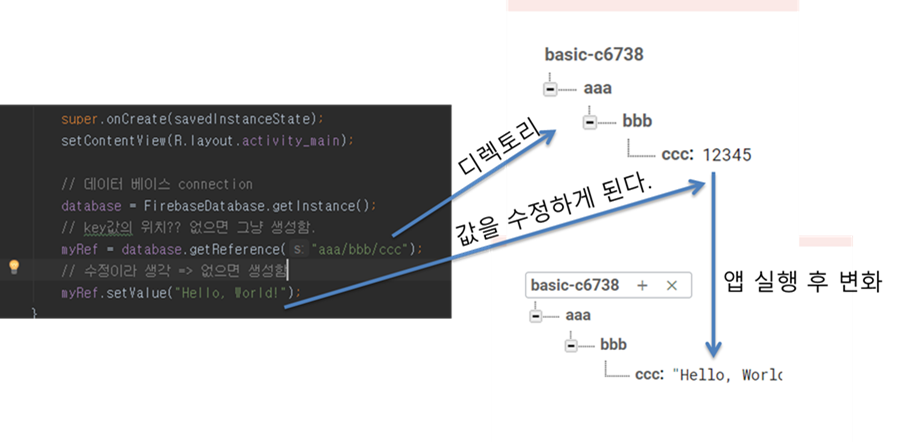 super.onCreate(savedInstanceState);
setContentView(R.layout.activity_main);
// 데이터 베이스 connection
database = FirebaseDatabase.getInstance();
// key값의 위치?? 없으면 그냥 생성함.
myRef = database.getReference( s: "aaa/bbb/ccc");
// 수정이라 생각 => 없으면 생성함
myRef.setValue("Hello, World!");
}
디렉토리
값을 수정하게 된다.
basic-c6738
aaa
bbb
ccc: 12345
앱 실행 후 변화
basic-c6738 + ×
aaa
bbb
ccc: "Hello, Worl